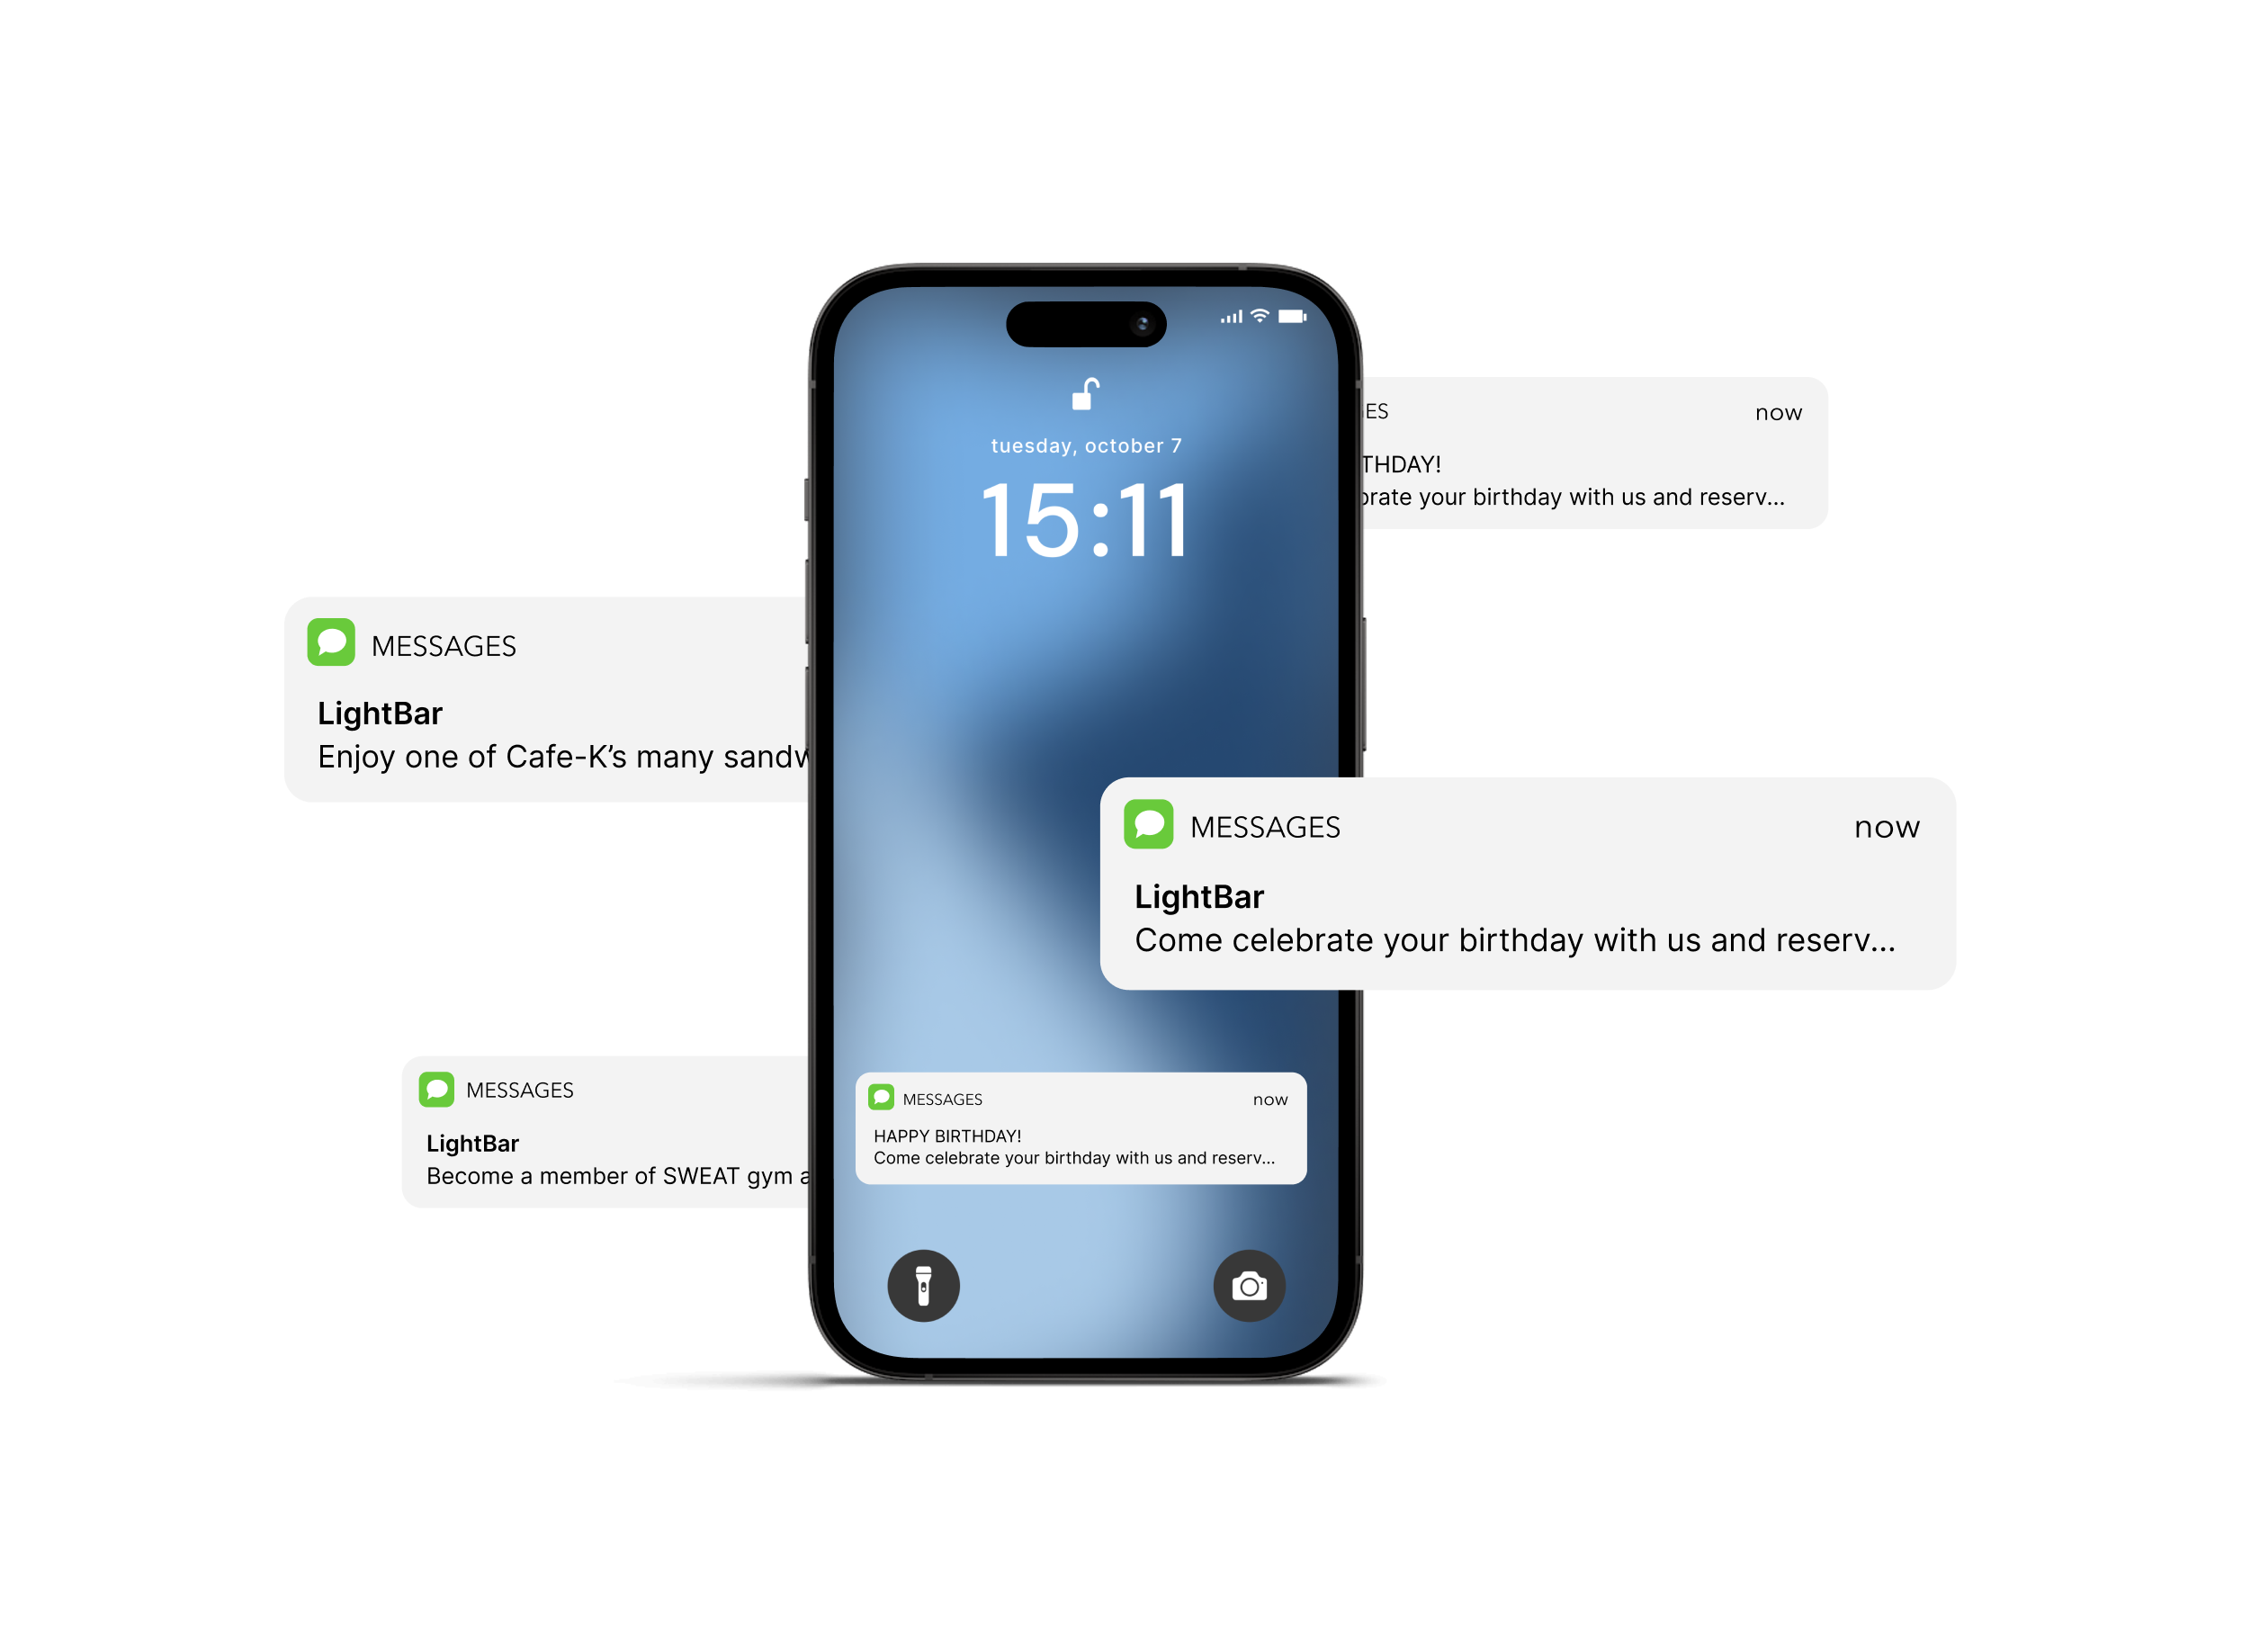 tuesday, october 7
15:11
ES
now
THDAY!
brate your birthday with us and reserv...
MESSAGES
LightBar
Enjoy one of Cafe-K’s many sandw
MESSAGES
now
LightBar
Come celebrate your birthday with us and reserv...
MESSAGES
LightBar
Become a member of SWEAT gym a
MESSAGES
now
HAPPY BIRTHDAY!
Come celebrate your birthday with us and reserv...